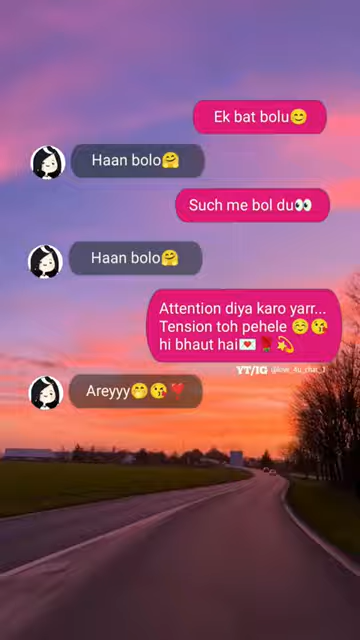 Ek bat bolu😊
Haan bolo🤗
Such me bol du👀
Haan bolo🤗
Attention diya karo yarr...
Tension toh pehele ☺️😘
hi bhaut hai💌🌹💫
YT/IG @love_4u_chat_1
Areyyy🤭😘❣️